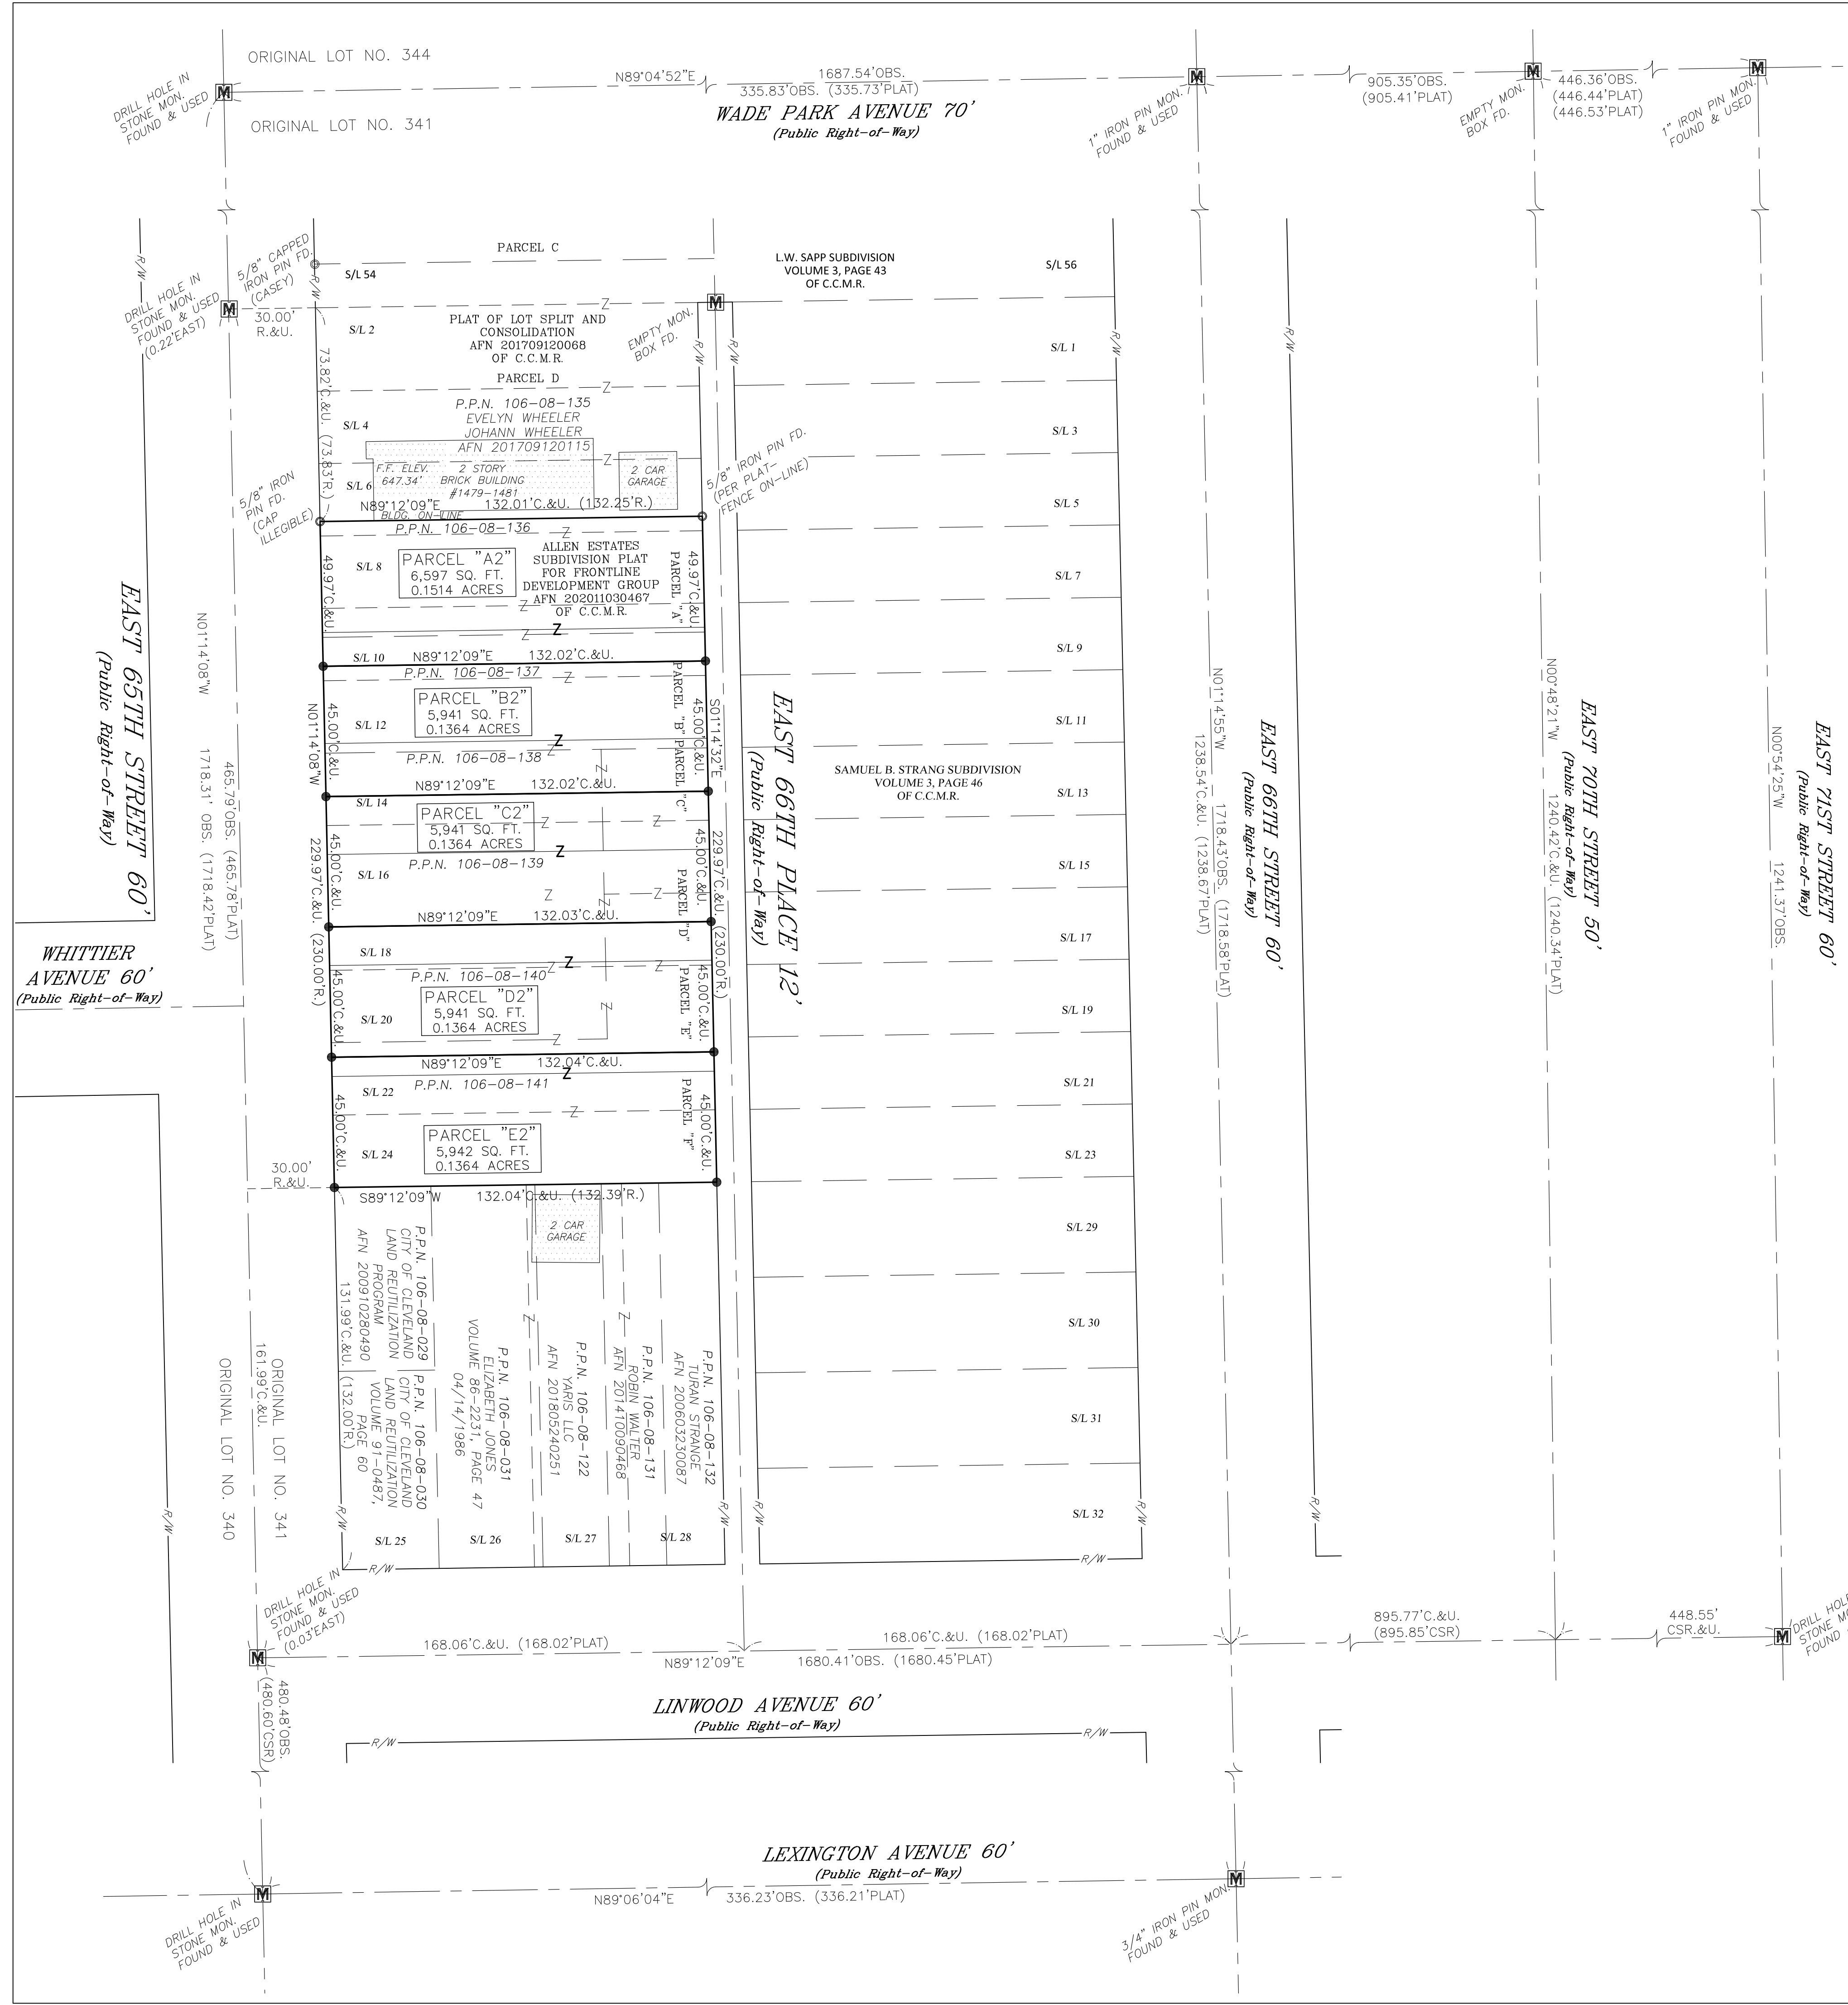 ORIGINAL LOT NO. 344
ORIGINAL LOT NO. 341
DRILL HOLE IN
STONE MON.
FOUND & USED
N89°04'52"E
1687.54'OBS.
335.83'OBS. (335.73'PLAT)
WADE PARK AVENUE 70'
(Public Right-of-Way)
1" IRON PIN MON.
FOUND & USED
905.35'OBS.
(905.41'PLAT)
EMPTY MON.
BOX FD.
446.36'OBS.
(446.44'PLAT)
(446.53'PLAT)
1" IRON PIN MON.
FOUND & USED
M
M
M
M
R/W
5/8" CAPPED
IRON PIN FD.
(CASEY)
R/W
DRILL HOLE IN
STONE MON.
FOUND & USED
(0.22'EAST)
M
30.00'
R.&U.
PARCEL C
S/L 54
L.W. SAPP SUBDIVISION
VOLUME 3, PAGE 43
OF C.C.M.R.
S/L 56
Z
M
EMPTY MON.
BOX FD.
S/L 2
PLAT OF LOT SPLIT AND
CONSOLIDATION
AFN 201709120068
OF C.C.M.R.
PARCEL D
Z
R/W
R/W
S/L 1
R/W
R/W
73.82'C.&U. (73.83'R.)
P.P.N. 106-08-135
EVELYN WHEELER
JOHANN WHEELER
AFN 201709120115
S/L 4
Z
S/L 3
F.F. ELEV.
647.34'
2 STORY
BRICK BUILDING
#1479-1481
2 CAR
GARAGE
S/L 6
5/8" IRON PIN FD.
(PER PLAT-
FENCE ON-LINE)
5/8" IRON
PIN FD.
(CAP
ILLEGIBLE)
N89°12'09"E
132.01'C.&U. (132.25'R.)
BLDG. ON-LINE
S/L 5
P.P.N. 106-08-136
Z
S/L 8
PARCEL "A2"
6,597 SQ. FT.
0.1514 ACRES
ALLEN ESTATES
SUBDIVISION PLAT
FOR FRONTLINE
DEVELOPMENT GROUP
AFN 202011030467
OF C.C.M.R.
49.97'C.&U.
49.97'C.&U.
PARCEL "A"
S/L 7
Z
Z
Z
S/L 10
N89°12'09"E
132.02'C.&U.
S/L 9
P.P.N. 106-08-137
Z
PARCEL "B2"
5,941 SQ. FT.
0.1364 ACRES
S/L 12
45.00'C.&U.
45.00'C.&U.
PARCEL "B"
S/L 11
Z
Z
P.P.N. 106-08-138
Z
N89°12'09"E
132.02'C.&U.
N01°14'08"W
229.97'C.&U. (230.00'R.)
S01°14'32"E
229.97'C.&U. (230.00'R.)
S/L 14
PARCEL "C2"
5,941 SQ. FT.
0.1364 ACRES
Z
Z
PARCEL "C"
SAMUEL B. STRANG SUBDIVISION
VOLUME 3, PAGE 46
OF C.C.M.R.
S/L 13
Z
P.P.N. 106-08-139
S/L 16
45.00'C.&U.
45.00'C.&U.
S/L 15
Z
Z
Z
PARCEL "D"
N89°12'09"E
132.03'C.&U.
S/L 18
Z
P.P.N. 106-08-140
Z
Z
S/L 17
PARCEL "D2"
5,941 SQ. FT.
0.1364 ACRES
S/L 20
Z
Z
45.00'C.&U.
45.00'C.&U.
PARCEL "E"
S/L 19
N89°12'09"E
132.04'C.&U.
Z
P.P.N. 106-08-141
S/L 22
S/L 21
Z
PARCEL "E2"
5,942 SQ. FT.
0.1364 ACRES
S/L 24
45.00'C.&U.
45.00'C.&U.
PARCEL "F"
S/L 23
30.00'
R.&U.
S89°12'09"W
132.04'C.&U. (132.39'R.)
2 CAR
GARAGE
S/L 29
S/L 30
S/L 31
S/L 32
EAST 65TH STREET 60'
(Public Right-of-Way)
N01°14'08"W
1718.31' OBS. (1718.42'PLAT)
465.79'OBS. (465.78'PLAT)
WHITTIER
AVENUE 60'
(Public Right-of-Way)
EAST 66TH PLACE 12'
(Public Right-of-Way)
N01°14'55"W
1238.54'C.&U. (1238.67'PLAT)
1718.43'OBS. (1718.58'PLAT)
EAST 66TH STREET 60'
(Public Right-of-Way)
N00°48'21"W
1240.42'C.&U. (1240.34'PLAT)
EAST 70TH STREET 50'
(Public Right-of-Way)
N00°54'25"W
1241.37'OBS.
EAST 71ST STREET 60'
(Public Right-of-Way)
P.P.N. 106-08-029
CITY OF CLEVELAND
LAND REUTILIZATION
PROGRAM
AFN 200910280490
P.P.N. 106-08-030
CITY OF CLEVELAND
LAND REUTILIZATION
VOLUME 91-0487,
PAGE 60
131.99'C.&U. (132.00'R.)
P.P.N. 106-08-031
ELIZABETH JONES
VOLUME 86-2231, PAGE 47
04/14/1986
Z
P.P.N. 106-08-122
YARIS LLC
AFN 201805240251
Z
P.P.N. 106-08-131
ROBIN WALTER
AFN 201410090468
P.P.N. 106-08-132
TURAN STRANGE
AFN 200603230087
161.99'C.&U.
ORIGINAL LOT NO. 340
ORIGINAL LOT NO. 341
R/W
R/W
R/W
R/W
R/W
R/W
S/L 25
S/L 26
S/L 27
S/L 28
R/W
R/W
DRILL HOLE IN
STONE MON.
FOUND & USED
(0.03'EAST)
M
168.06'C.&U. (168.02'PLAT)
168.06'C.&U. (168.02'PLAT)
N89°12'09"E
1680.41'OBS. (1680.45'PLAT)
895.77'C.&U.
(895.85'CSR)
448.55'
CSR.&U.
M
DRILL HOLE
STONE M
FOUND
480.48'OBS.
(480.60'CSR)
LINWOOD AVENUE 60'
(Public Right-of-Way)
R/W
R/W
LEXINGTON AVENUE 60'
(Public Right-of-Way)
M
M
N89°06'04"E
336.23'OBS. (336.21'PLAT)
DRILL HOLE IN
STONE MON.
FOUND & USED
3/4" IRON PIN MON.
FOUND & USED